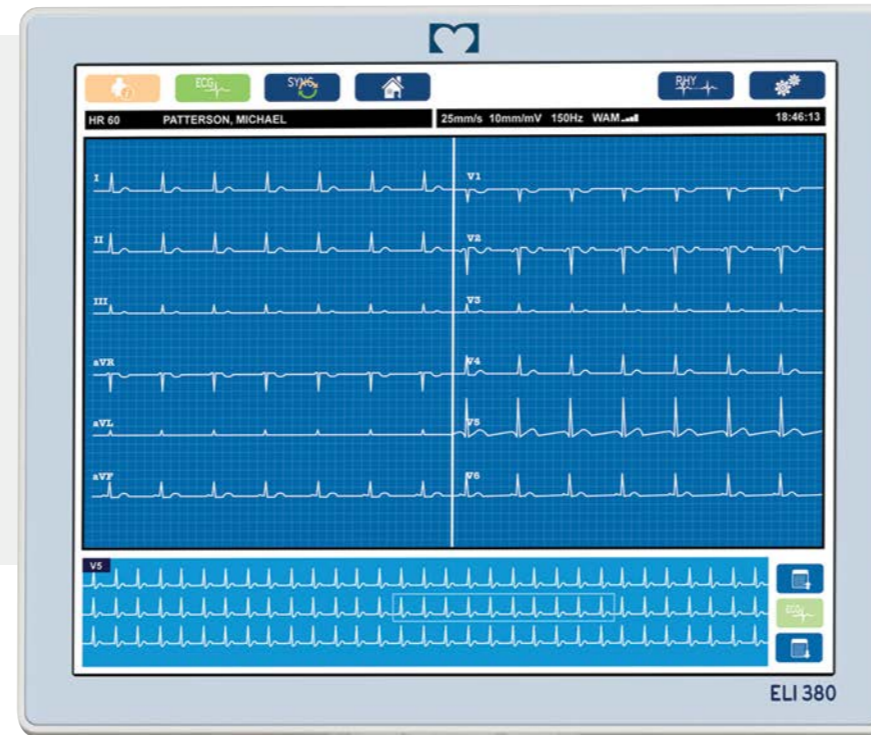 ECG SYNC RHY
HR 60 PATTERSON, MICHAEL 25mm/s 10mm/mV 150Hz WAM 18:46:13
I V1
II V2
III V3
aVR V4
aVL V5
aVF V6
V5
ECG
ELI 380